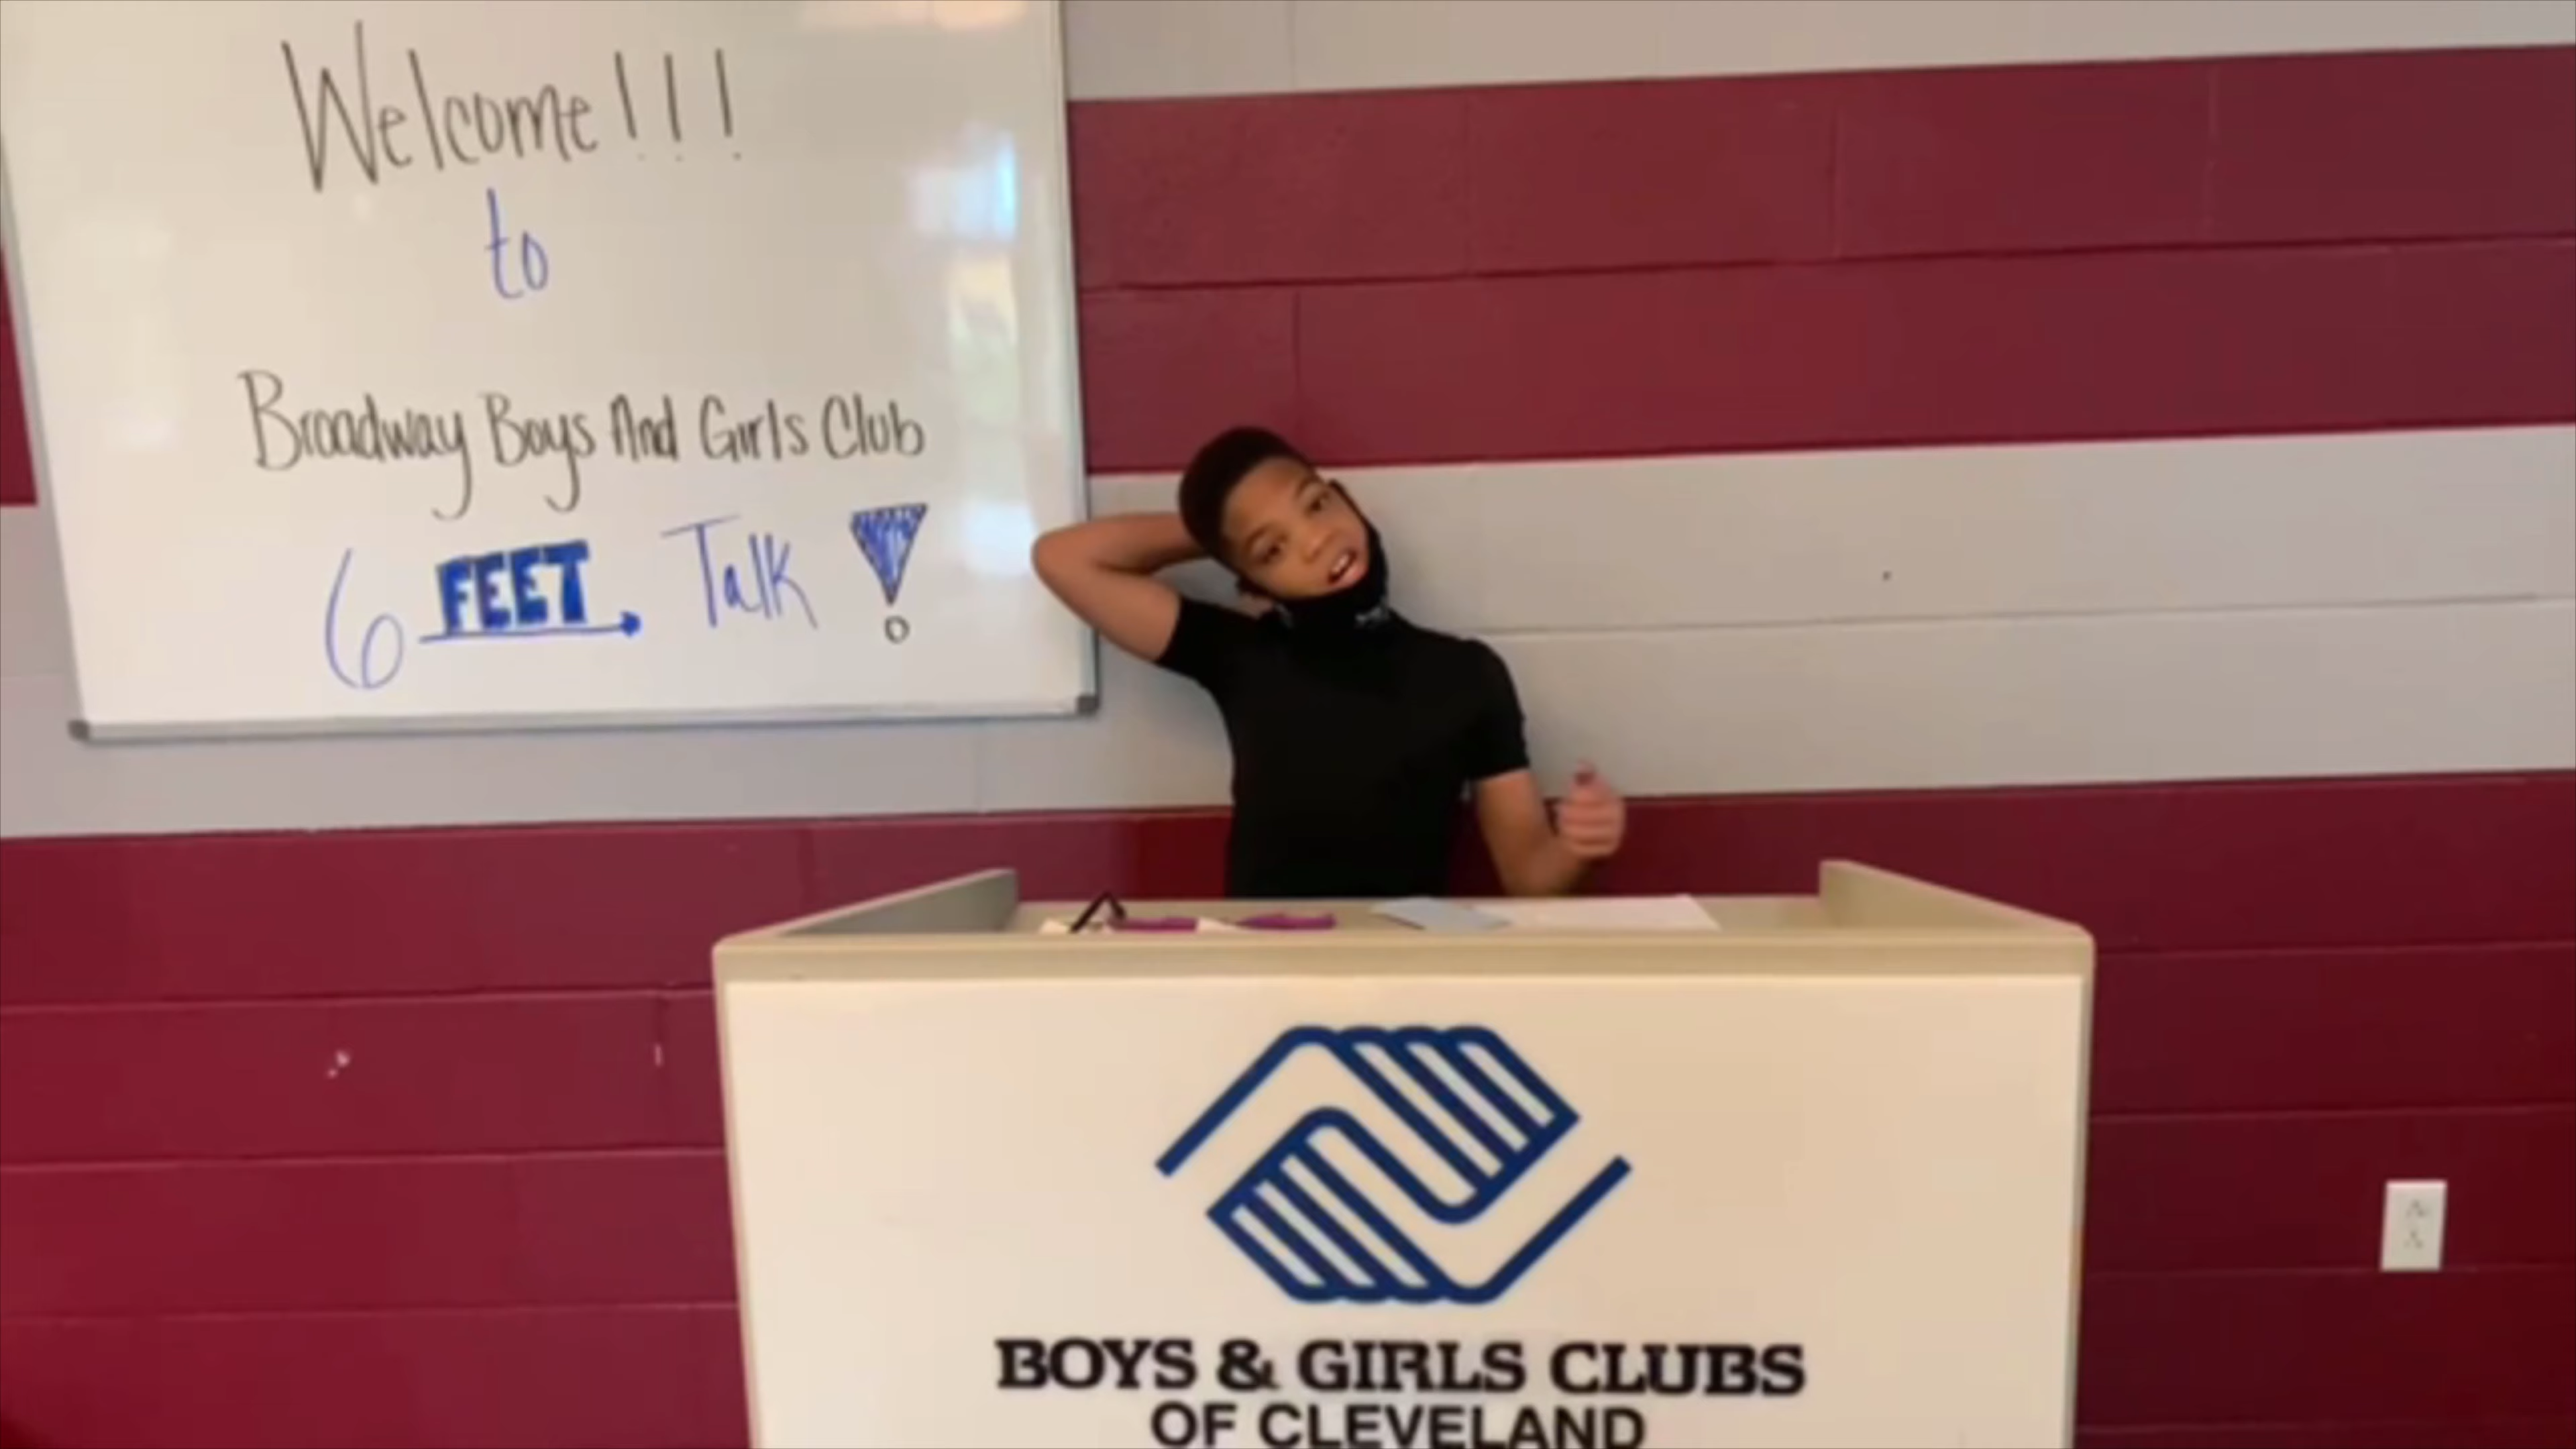 Welcome!!!
to
Broadway Boys And Girls Club
6 FEET Talk!
BOYS & GIRLS CLUBS
OF CLEVELAND